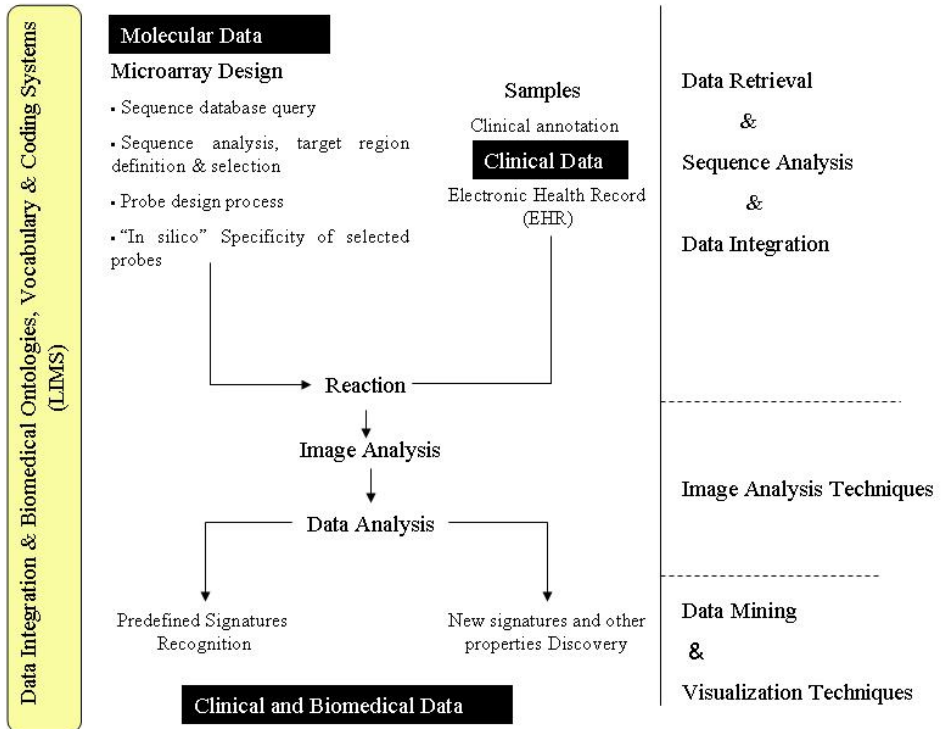 Data Integration & Biomedical Ontologies, Vocabulary & Coding Systems
(LIMS)
Molecular Data
Microarray Design
▪ Sequence database query
▪ Sequence analysis, target region
definition & selection
▪ Probe design process
▪ “In silico” Specificity of selected
probes
Samples
Clinical annotation
Clinical Data
Electronic Health Record
(EHR)
Reaction
Image Analysis
Data Analysis
Predefined Signatures
Recognition
New signatures and other
properties Discovery
Clinical and Biomedical Data
Data Retrieval
&
Sequence Analysis
&
Data Integration
Image Analysis Techniques
Data Mining
&
Visualization Techniques